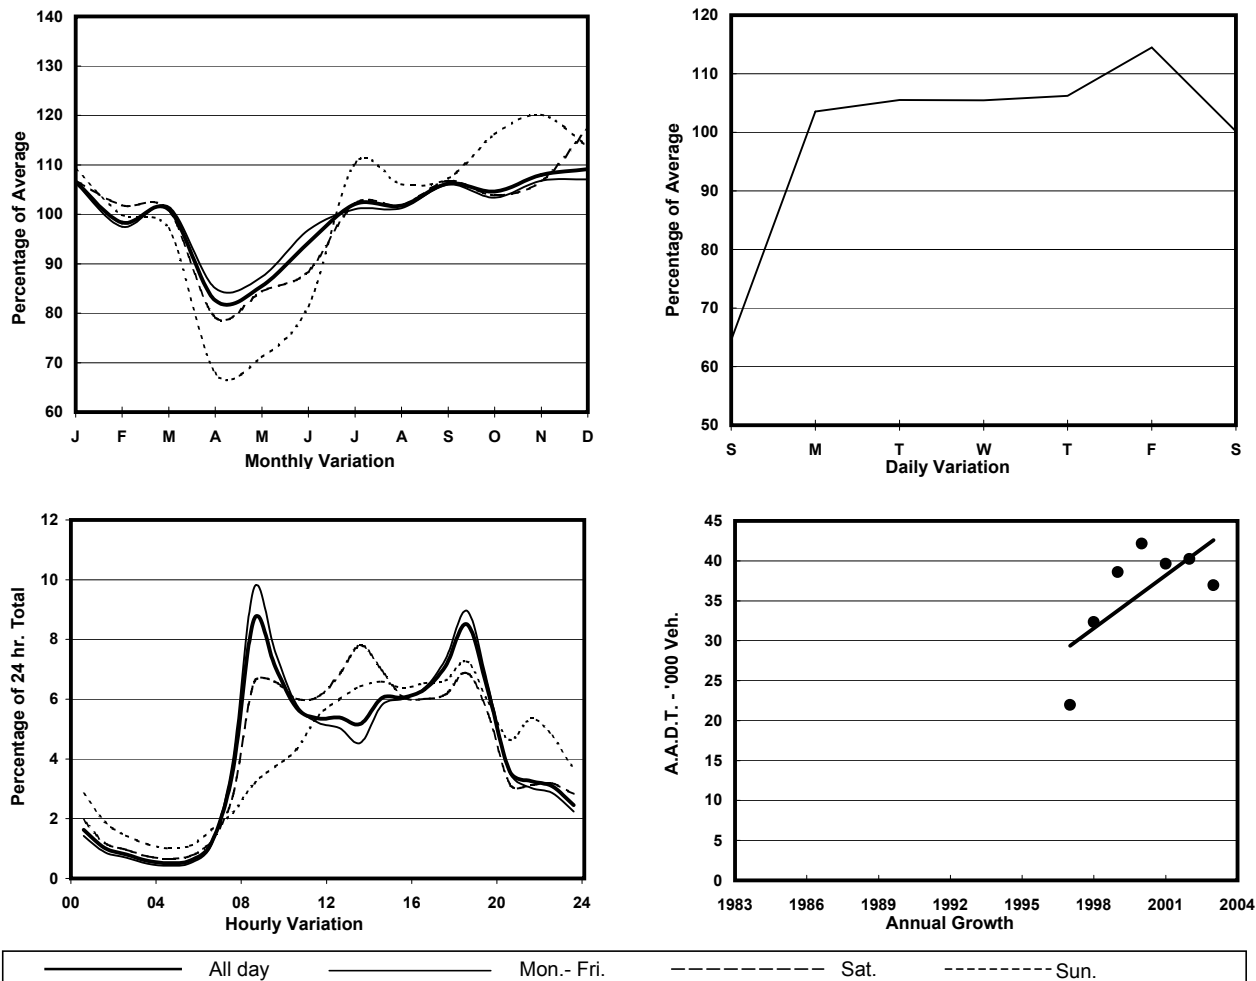 140
130
120
110
100
90
80
70
60
Percentage of Average
J F M A M J J A S O N D
Monthly Variation
120
110
100
90
80
70
60
50
Percentage of Average
S M T W T F S
Daily Variation
12
10
8
6
4
2
0
Percentage of 24 hr. Total
00 04 08 12 16 20 24
Hourly Variation
45
40
35
30
25
20
15
10
5
0
A.A.D.T. - '000 Veh.
1983 1986 1989 1992 1995 1998 2001 2004
Annual Growth
All day Mon.- Fri. Sat. Sun.